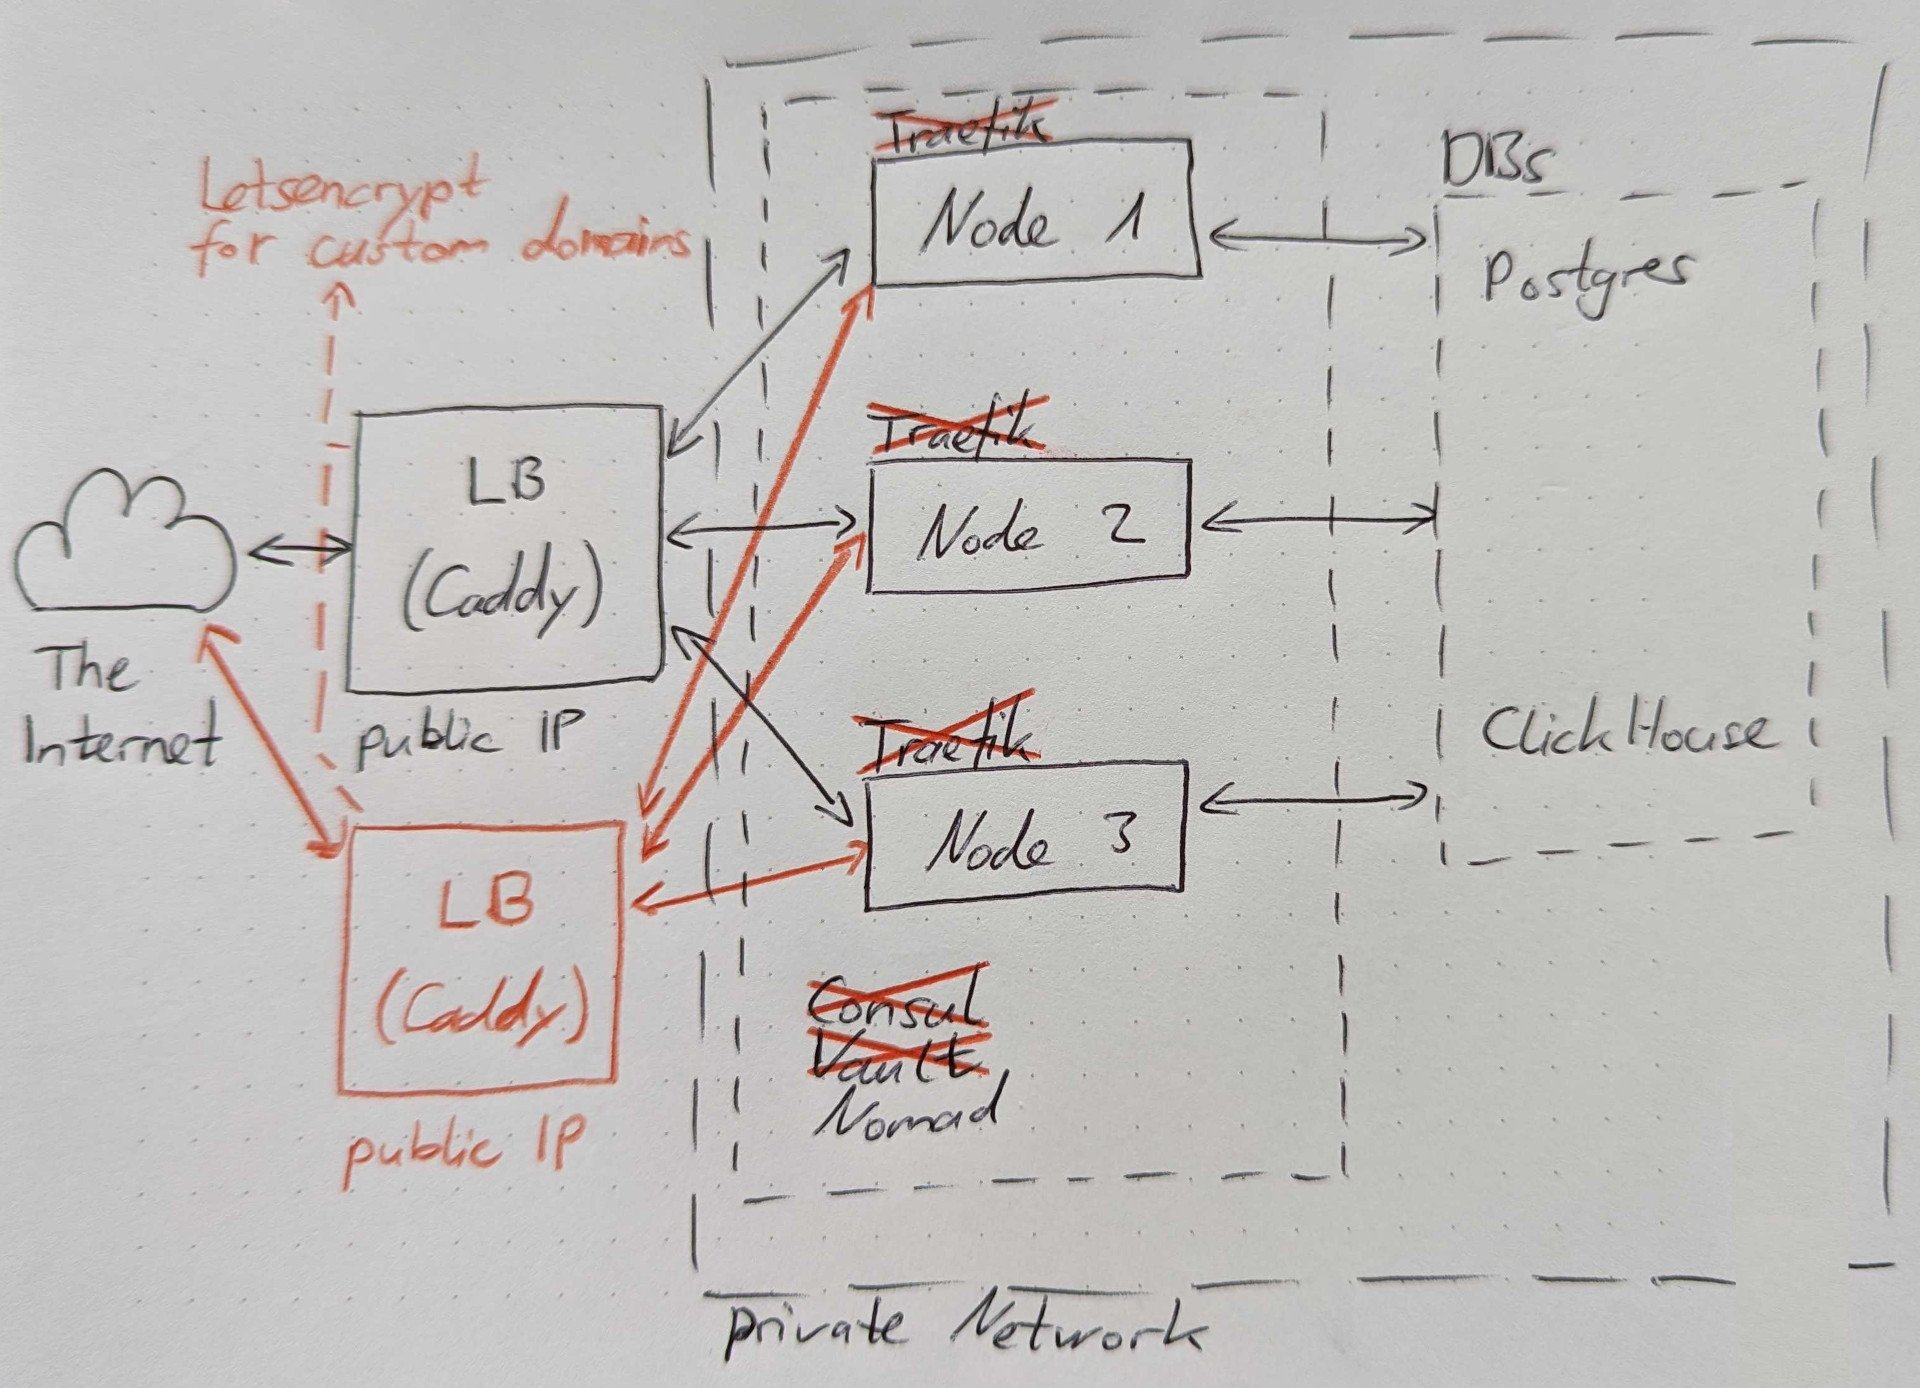 Letsencrypt
for custom domains
The
Internet
LB
(Caddy)
public IP
LB
(Caddy)
public IP
Traefik
Node 1
Traefik
Node 2
Traefik
Node 3
Consul
Vault
Nomad
DBs
Postgres
ClickHouse
private Network